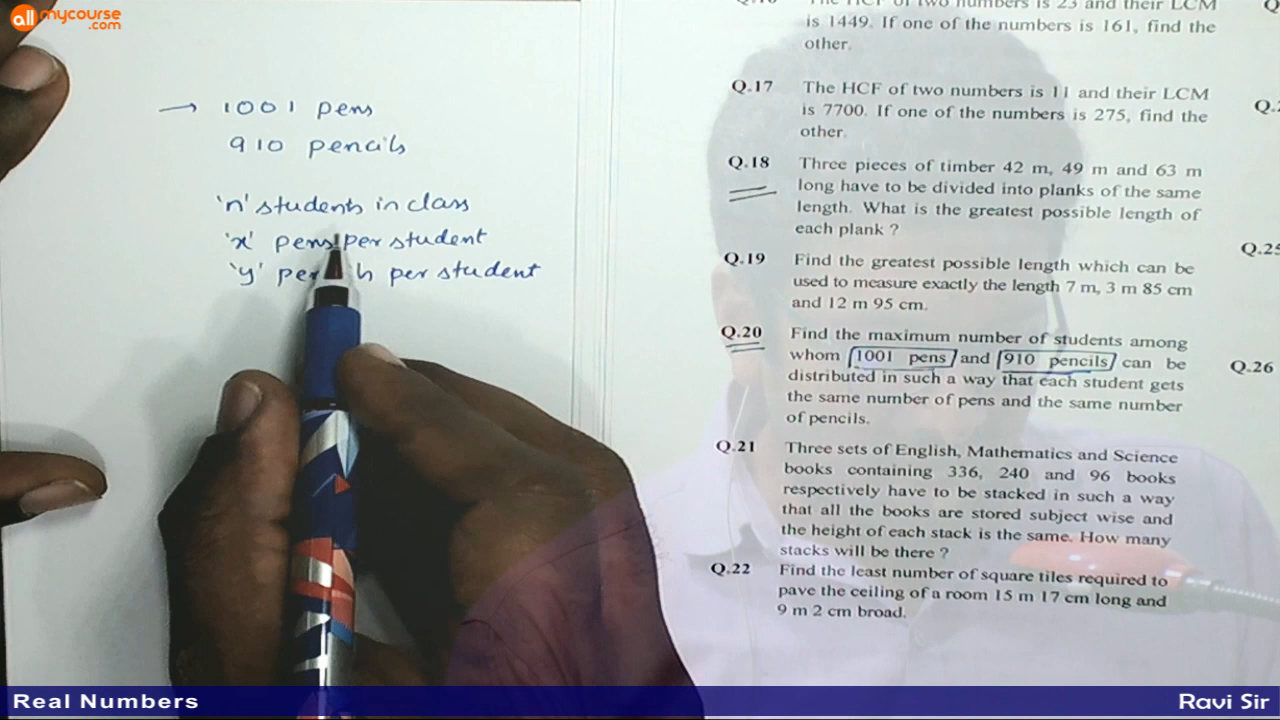 all mycourse
.com
→ 1001 pens
910 pencils
'n' students in class
'x' pens per student
'y' per student
is 1449. If one of the numbers is 161, find the
other.
Q.17 The HCF of two numbers is 11 and their LCM
is 7700. If one of the numbers is 275, find the
other.
Q.18 Three pieces of timber 42 m, 49 m and 63 m
long have to be divided into planks of the same
length. What is the greatest possible length of
each plank ?
Q.19 Find the greatest possible length which can be
used to measure exactly the length 7 m, 3 m 85 cm
and 12 m 95 cm.
Q.20 Find the maximum number of students among
whom 1001 pens and 910 pencils can be
distributed in such a way that each student gets
the same number of pens and the same number
of pencils.
Q.21 Three sets of English, Mathematics and Science
books containing 336, 240 and 96 books
respectively have to be stacked in such a way
that all the books are stored subject wise and
the height of each stack is the same. How many
stacks will be there ?
Q.22 Find the least number of square tiles required to
pave the ceiling of a room 15 m 17 cm long and
9 m 2 cm broad.
Q.26
Real Numbers
Ravi Sir